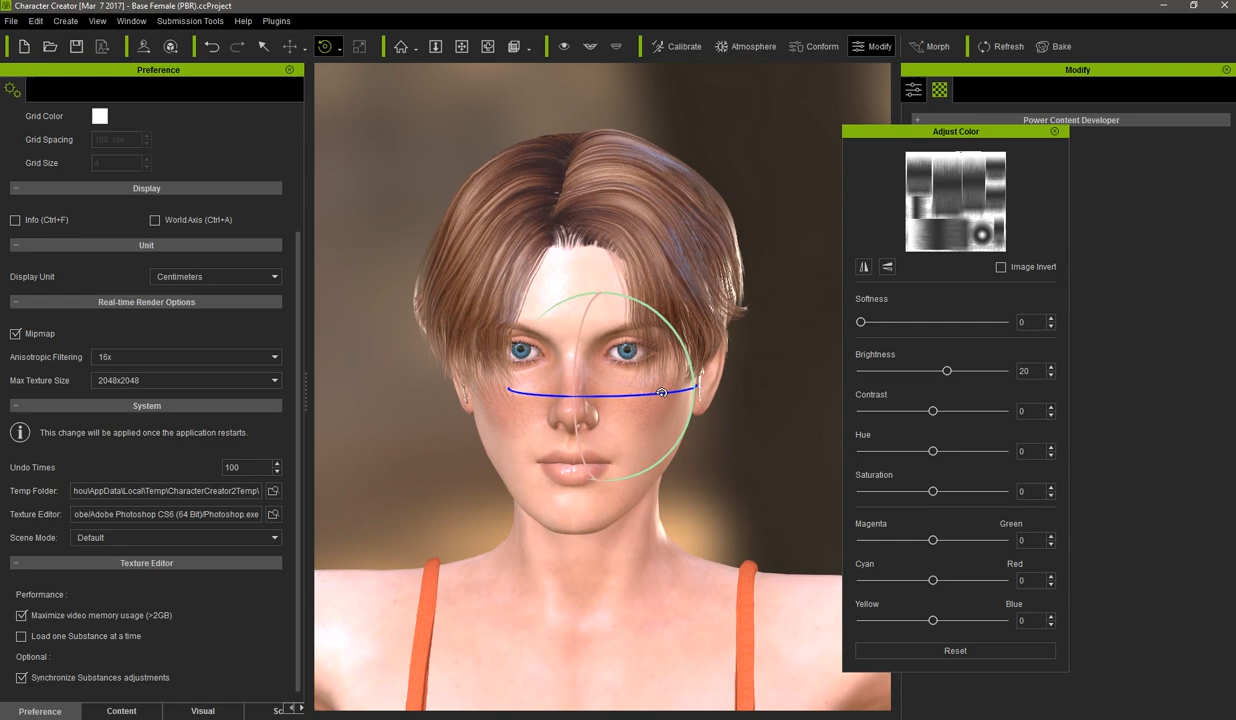 Character Creator [Mar 7 2017] - Base Female (PBR).ccProject
File Edit Create View Window Submission Tools Help Plugins
Calibrate Atmosphere Conform Modify Morph Refresh Bake
Preference
Grid Color
Grid Spacing 100 cm
Grid Size 4
Display
Info (Ctrl+F) World Axis (Ctrl+A)
Unit
Display Unit Centimeters
Real-time Render Options
Mipmap
Anisotropic Filtering 16x
Max Texture Size 2048x2048
System
This change will be applied once the application restarts.
Undo Times 100
Temp Folder: hou\AppData\Local\Temp\CharacterCreator2Temp\
Texture Editor: obe/Adobe Photoshop CS6 (64 Bit)/Photoshop.exe
Scene Mode: Default
Texture Editor
Performance :
Maximize video memory usage (>2GB)
Load one Substance at a time
Optional :
Synchronize Substances adjustments
Preference Content Visual Sc
Modify
+ Power Content Developer
Adjust Color
Image Invert
Softness
0
Brightness
20
Contrast
0
Hue
0
Saturation
0
Magenta Green
0
Cyan Red
0
Yellow Blue
0
Reset